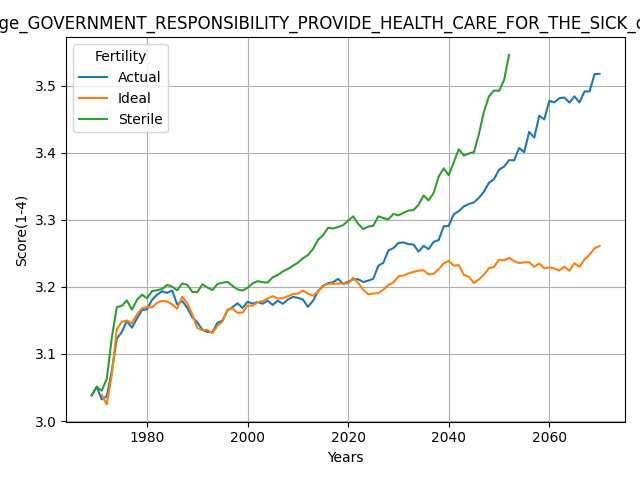 ge_GOVERNMENT_RESPONSIBILITY_PROVIDE_HEALTH_CARE_FOR_THE_SICK_
Fertility
Actual
Ideal
Sterile
Score(1-4)
3.5
3.4
3.3
3.2
3.1
3.0
1980 2000 2020 2040 2060
Years